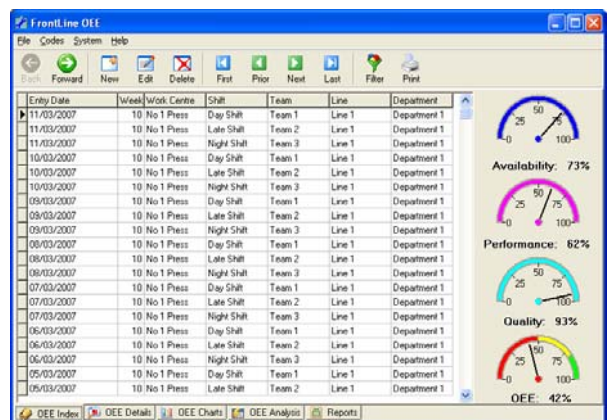 FrontLine OEE
File Codes System Help
Back Forward New Edit Delete First Prior Next Last Filter Print
Entry Date Week Work Centre Shift Team Line Department
11/03/2007 10 No 1 Press Day Shift Team 1 Line 1 Department 1
11/03/2007 10 No 1 Press Late Shift Team 2 Line 1 Department 1
11/03/2007 10 No 1 Press Night Shift Team 3 Line 1 Department 1
10/03/2007 10 No 1 Press Day Shift Team 1 Line 1 Department 1
10/03/2007 10 No 1 Press Late Shift Team 2 Line 1 Department 1
10/03/2007 10 No 1 Press Night Shift Team 3 Line 1 Department 1
09/03/2007 10 No 1 Press Day Shift Team 1 Line 1 Department 1
09/03/2007 10 No 1 Press Late Shift Team 2 Line 1 Department 1
09/03/2007 10 No 1 Press Night Shift Team 3 Line 1 Department 1
08/03/2007 10 No 1 Press Day Shift Team 1 Line 1 Department 1
08/03/2007 10 No 1 Press Late Shift Team 2 Line 1 Department 1
08/03/2007 10 No 1 Press Night Shift Team 3 Line 1 Department 1
07/03/2007 10 No 1 Press Day Shift Team 1 Line 1 Department 1
07/03/2007 10 No 1 Press Late Shift Team 2 Line 1 Department 1
07/03/2007 10 No 1 Press Night Shift Team 3 Line 1 Department 1
06/03/2007 10 No 1 Press Day Shift Team 1 Line 1 Department 1
06/03/2007 10 No 1 Press Late Shift Team 2 Line 1 Department 1
06/03/2007 10 No 1 Press Night Shift Team 3 Line 1 Department 1
05/03/2007 10 No 1 Press Day Shift Team 1 Line 1 Department 1
05/03/2007 10 No 1 Press Late Shift Team 2 Line 1 Department 1
0 25 50 75 100
Availability: 73%
0 25 50 75 100
Performance: 62%
0 25 50 75 100
Quality: 93%
0 25 50 75 100
OEE: 42%
OEE Index OEE Details OEE Charts OEE Analysis Reports